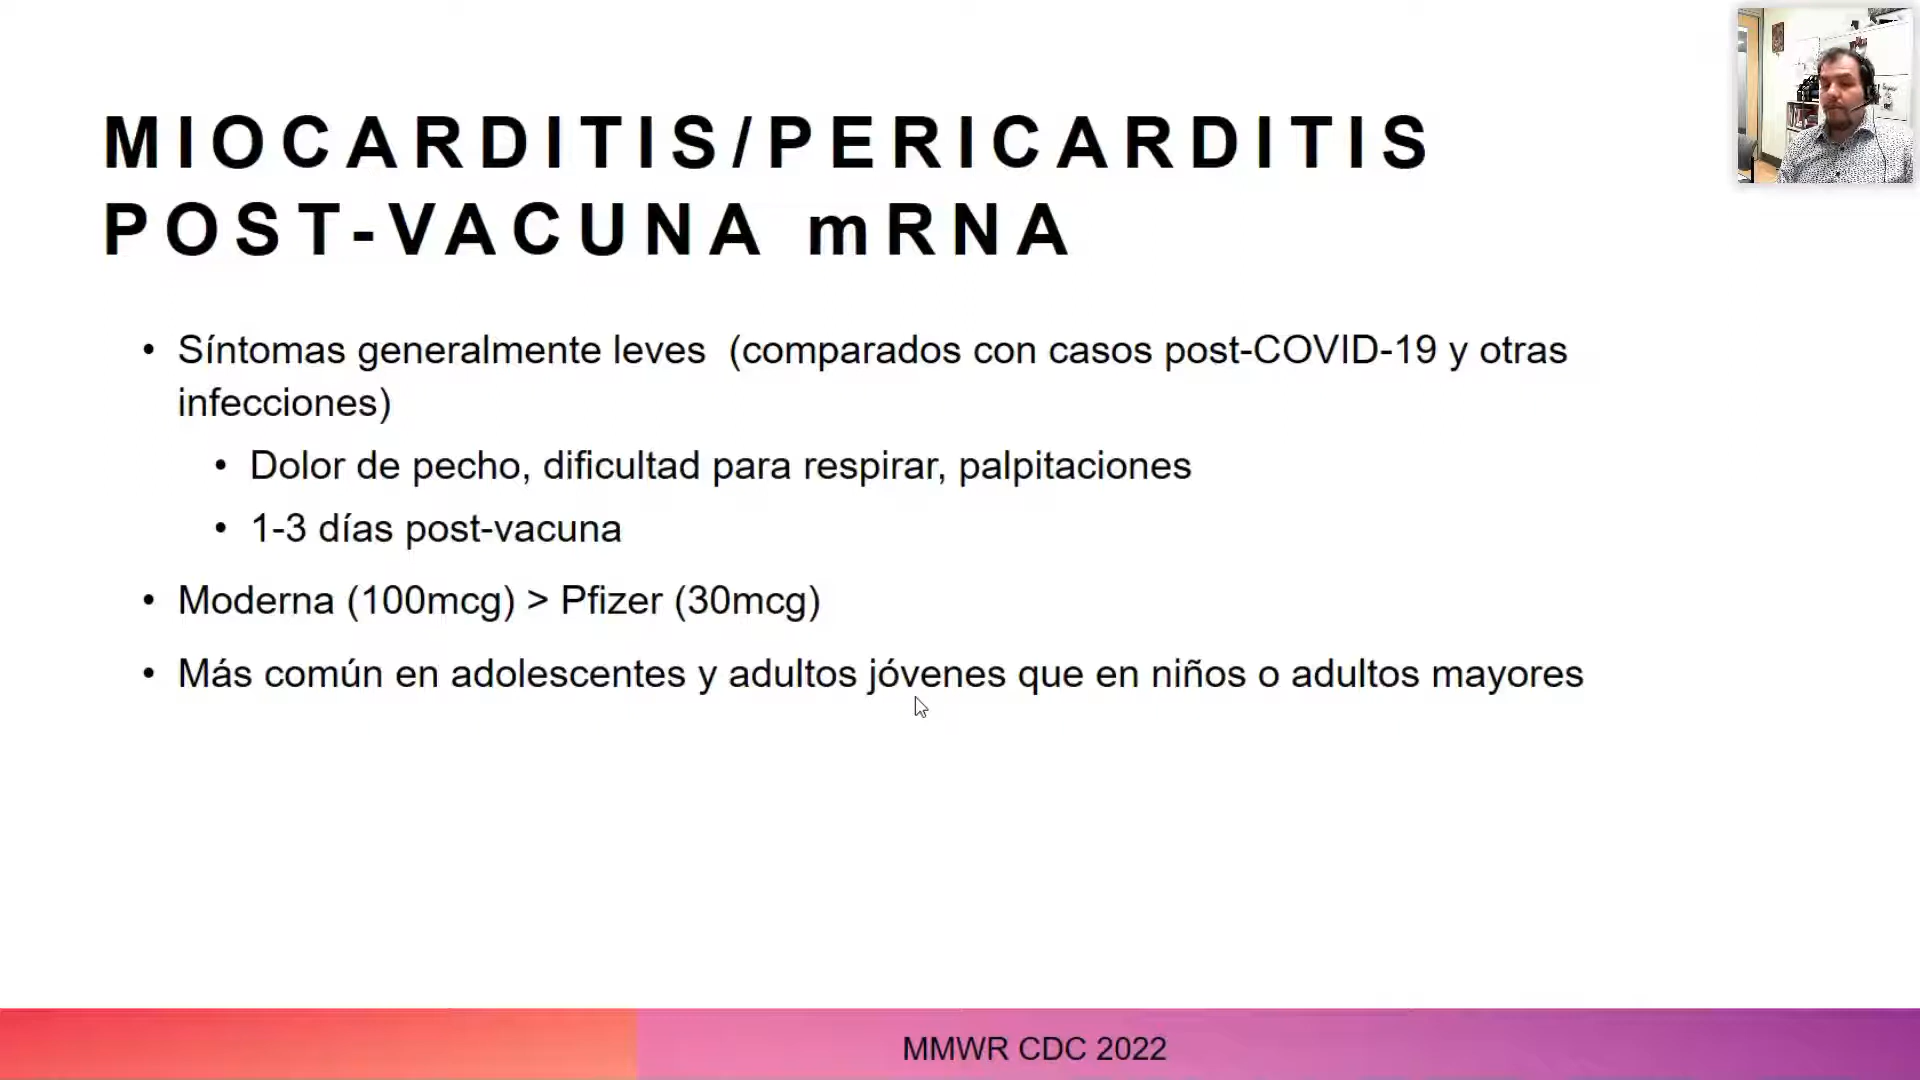 MIOCARDITIS/PERICARDITIS
POST-VACUNA mRNA
• Síntomas generalmente leves (comparados con casos post-COVID-19 y otras
infecciones)
• Dolor de pecho, dificultad para respirar, palpitaciones
• 1-3 días post-vacuna
• Moderna (100mcg) > Pfizer (30mcg)
• Más común en adolescentes y adultos jóvenes que en niños o adultos mayores
MMWR CDC 2022